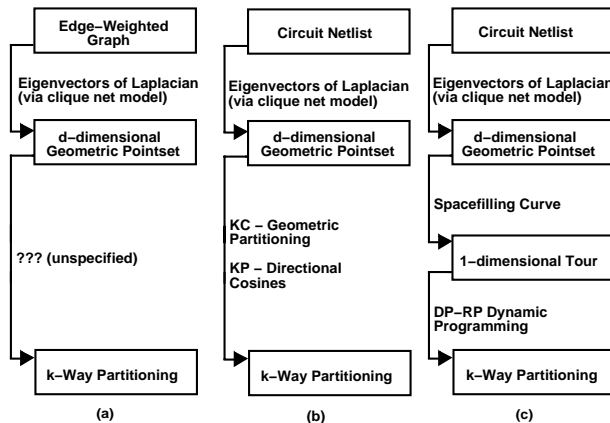 Edge−Weighted
Graph
Eigenvectors of Laplacian
(via clique net model)
d−dimensional
Geometric Pointset
??? (unspecified)
k−Way Partitioning
(a)
Circuit Netlist
Eigenvectors of Laplacian
(via clique net model)
d−dimensional
Geometric Pointset
KC − Geometric
Partitioning
KP − Directional
Cosines
k−Way Partitioning
(b)
Circuit Netlist
Eigenvectors of Laplacian
(via clique net model)
d−dimensional
Geometric Pointset
Spacefilling Curve
1−dimensional Tour
DP−RP Dynamic
Programming
k−Way Partitioning
(c)